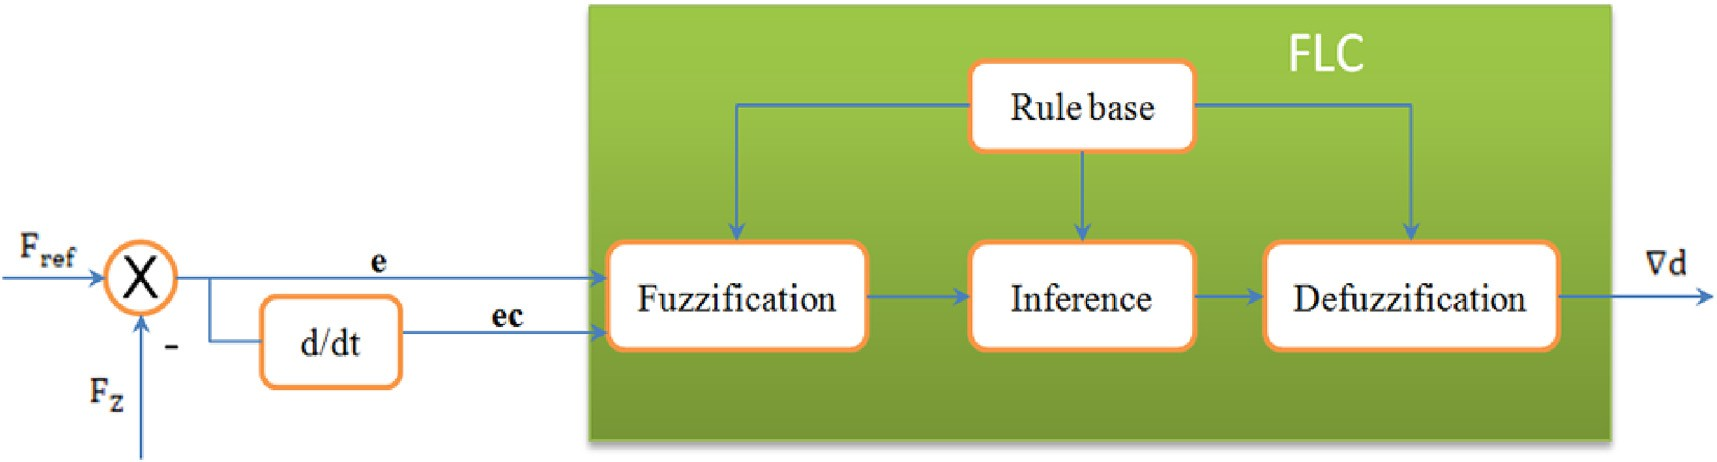 FLC
Rule base
F_ref
X
e
∇d
Fuzzification
Inference
Defuzzification
ec
-
d/dt
F_Z